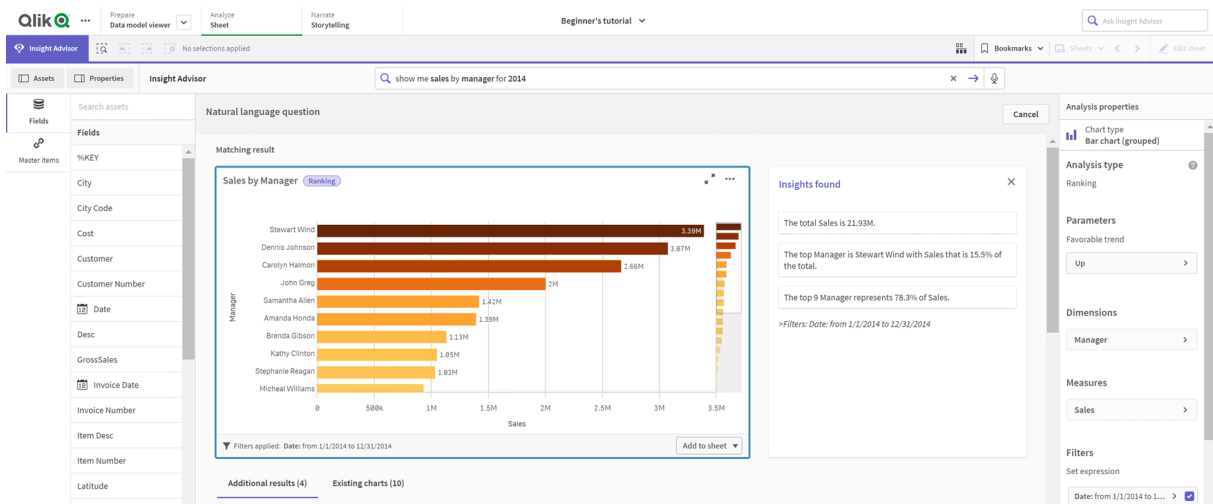 Qlik
Prepare
Data model viewer
Analyze
Sheet
Narrate
Storytelling
Beginner's tutorial
Ask Insight Advisor
Insight Advisor
No selections applied
Bookmarks
Sheets
Edit sheet
Assets
Properties
Insight Advisor
show me sales by manager for 2014
Fields
Master items
Search assets
Fields
%KEY
City
City Code
Cost
Customer
Customer Number
Date
Desc
GrossSales
Invoice Date
Invoice Number
Item Desc
Item Number
Latitude
Natural language question
Cancel
Matching result
Sales by Manager Ranking
Manager
Stewart Wind 3.39M
Dennis Johnson 3.07M
Carolyn Halmon 2.66M
John Greg 2M
Samantha Allen 1.42M
Amanda Honda 1.39M
Brenda Gibson 1.13M
Kathy Clinton 1.05M
Stephanie Reagan 1.03M
Micheal Williams
0 500k 1M 1.5M 2M 2.5M 3M 3.5M
Sales
Filters applied: Date: from 1/1/2014 to 12/31/2014
Add to sheet
Insights found
The total Sales is 21.93M.
The top Manager is Stewart Wind with Sales that is 15.5% of
the total.
The top 9 Manager represents 78.3% of Sales.
>Filters: Date: from 1/1/2014 to 12/31/2014
Additional results (4)
Existing charts (10)
Analysis properties
Chart type
Bar chart (grouped)
Analysis type
Ranking
Parameters
Favorable trend
Up
Dimensions
Manager
Measures
Sales
Filters
Set expression
Date: from 1/1/2014 to 1...